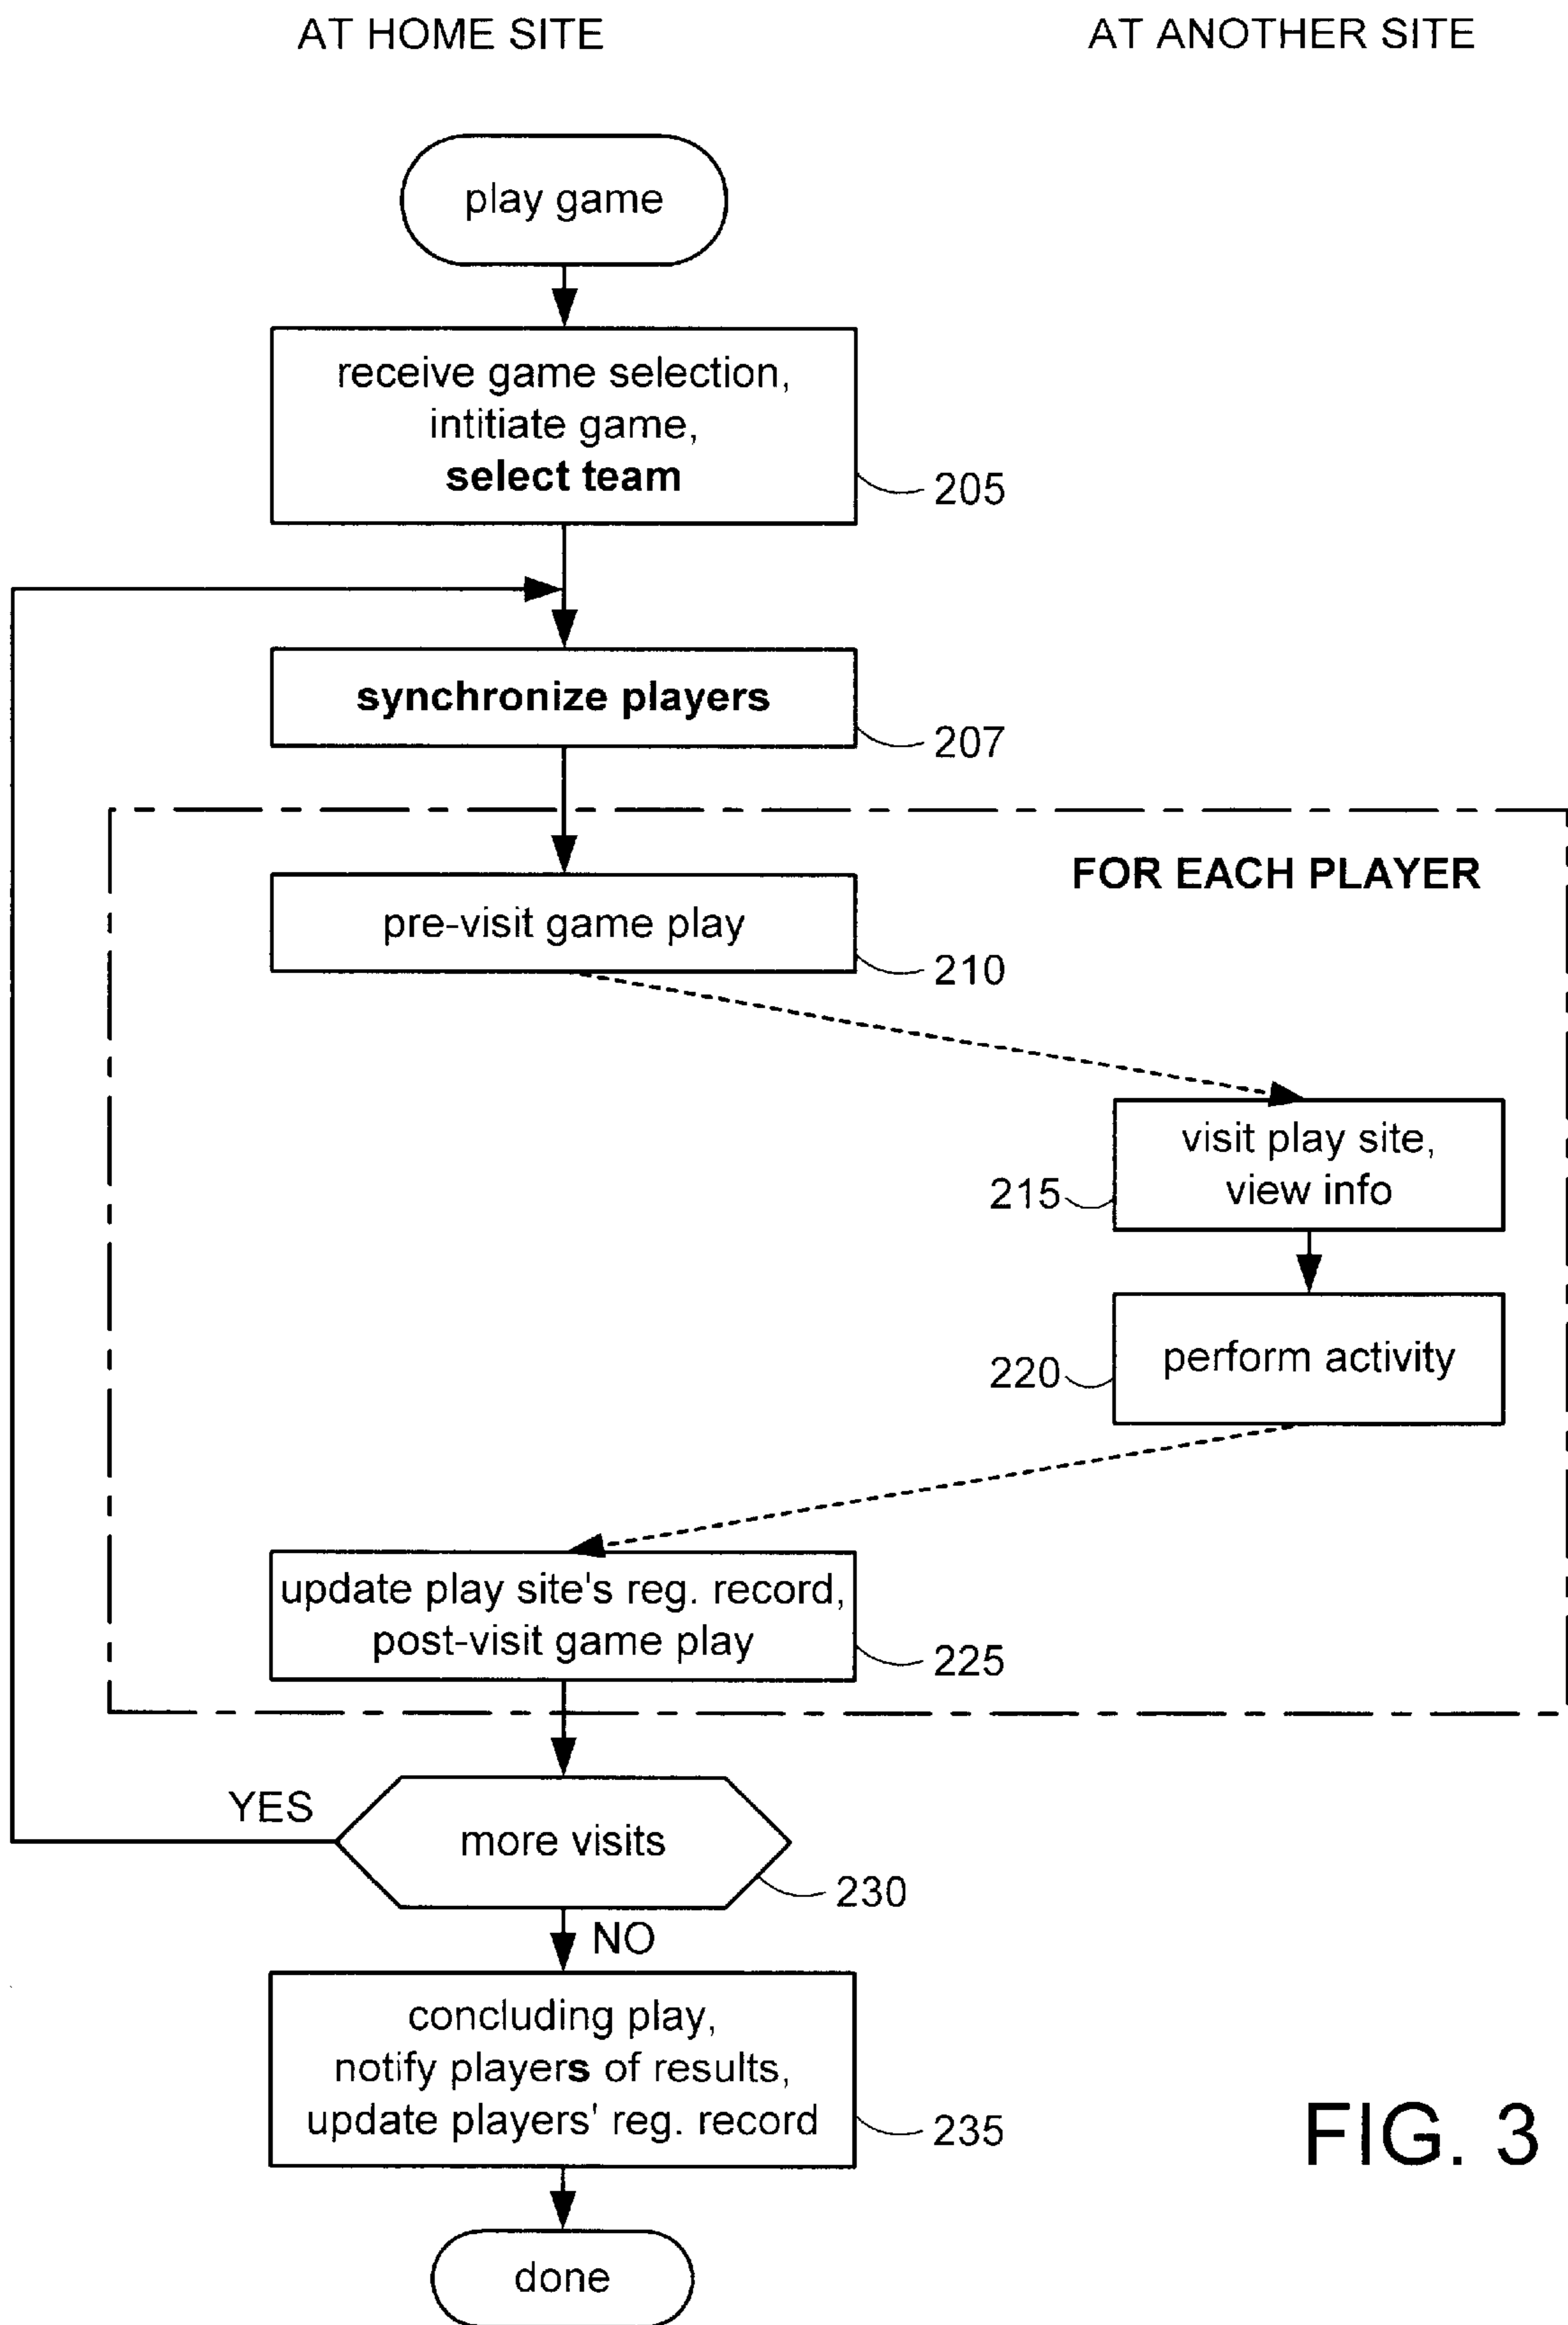 AT HOME SITE
AT ANOTHER SITE
play game
receive game selection,
intitiate game,
select team
205
synchronize players
207
FOR EACH PLAYER
pre-visit game play
210
visit play site,
view info
215
perform activity
220
update play site's reg. record,
post-visit game play
225
YES
more visits
230
NO
concluding play,
notify players of results,
update players' reg. record
235
done
FIG. 3